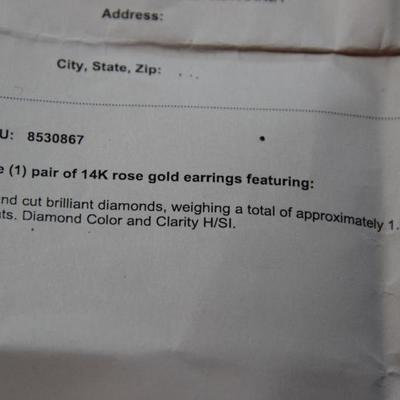 Address:
City, State, Zip:
U: 8530867
e (1) pair of 14K rose gold earrings featuring:
nd cut brilliant diamonds, weighing a total of approximately 1.
ts. Diamond Color and Clarity H/SI.